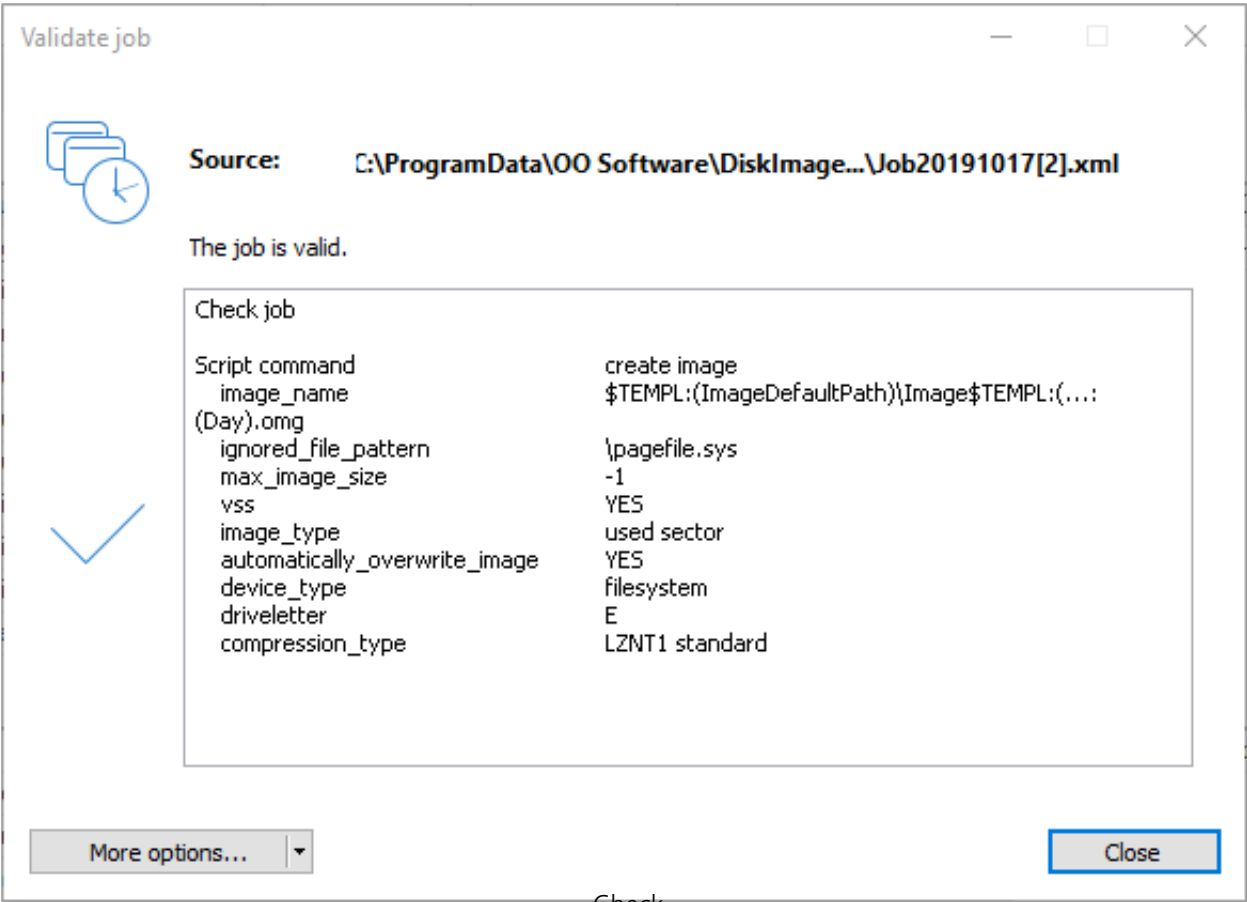 Validate job
Source: C:\ProgramData\OO Software\DiskImage...\Job20191017[2].xml
The job is valid.
Check job
Script command create image
image_name $TEMPL:(ImageDefaultPath)\Image$TEMPL:(...:
(Day).omg
ignored_file_pattern \pagefile.sys
max_image_size -1
vss YES
image_type used sector
automatically_overwrite_image YES
device_type filesystem
driveletter E
compression_type LZNT1 standard
More options... Close
Check